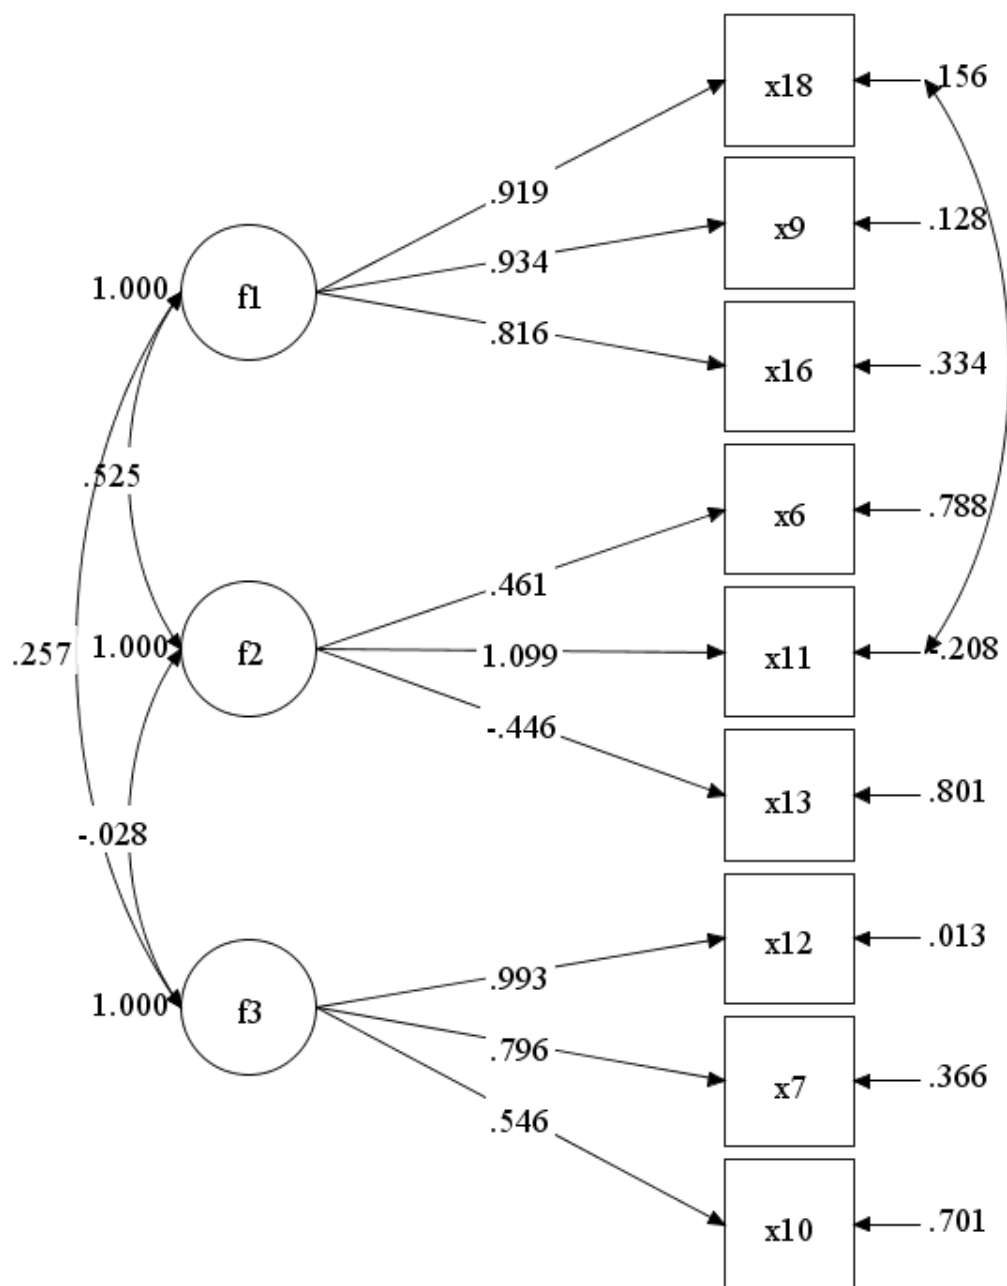 x18
.156
.919
x9
.128
1.000
f1
.934
.816
x16
.334
.525
x6
.788
.461
.257
1.000
f2
1.099
x11
-.208
-.446
x13
.801
-.028
x12
.013
.993
1.000
f3
.796
x7
.366
.546
x10
.701